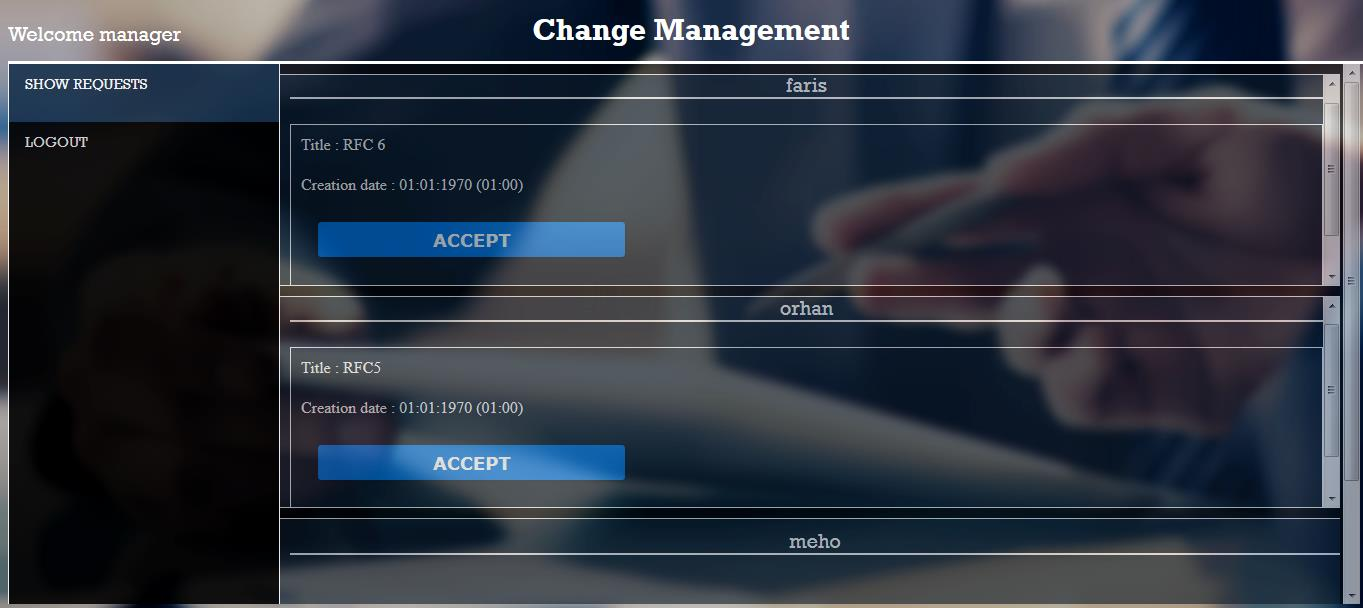 Welcome manager
Change Management
SHOW REQUESTS
LOGOUT
faris
Title : RFC 6
Creation date : 01:01:1970 (01:00)
ACCEPT
orhan
Title : RFC5
Creation date : 01:01:1970 (01:00)
ACCEPT
meho